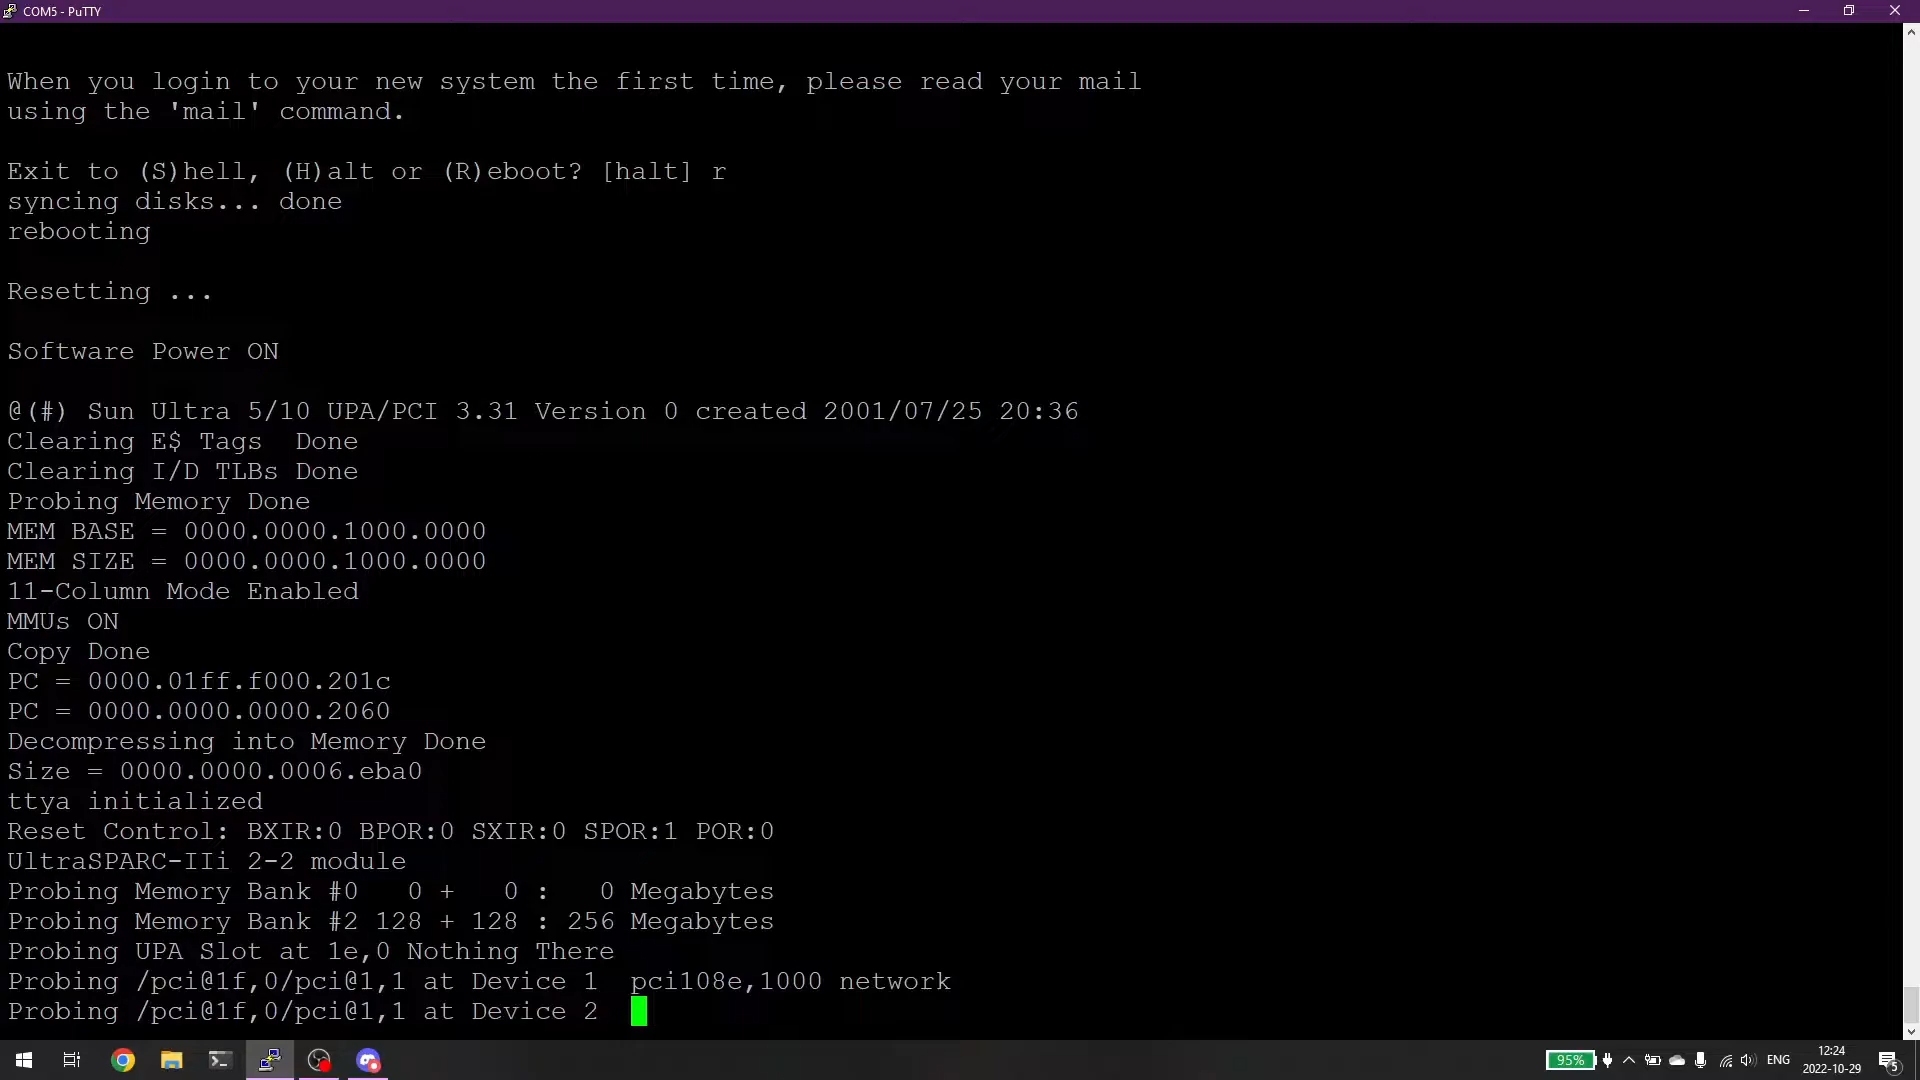 COM5 - PuTTY
When you login to your new system the first time, please read your mail
using the 'mail' command.
Exit to (S)hell, (H)alt or (R)eboot? [halt] r
syncing disks... done
rebooting
Resetting ...
Software Power ON
@(#) Sun Ultra 5/10 UPA/PCI 3.31 Version 0 created 2001/07/25 20:36
Clearing E$ Tags  Done
Clearing I/D TLBs Done
Probing Memory Done
MEM BASE = 0000.0000.1000.0000
MEM SIZE = 0000.0000.1000.0000
11-Column Mode Enabled
MMUs ON
Copy Done
PC = 0000.01ff.f000.201c
PC = 0000.0000.0000.2060
Decompressing into Memory Done
Size = 0000.0000.0006.eba0
ttya initialized
Reset Control: BXIR:0 BPOR:0 SXIR:0 SPOR:1 POR:0
UltraSPARC-IIi 2-2 module
Probing Memory Bank #0   0 +   0 :   0 Megabytes
Probing Memory Bank #2 128 + 128 : 256 Megabytes
Probing UPA Slot at 1e,0 Nothing There
Probing /pci@1f,0/pci@1,1 at Device 1  pci108e,1000 network
Probing /pci@1f,0/pci@1,1 at Device 2
95%
ENG
12:24
2022-10-29
5